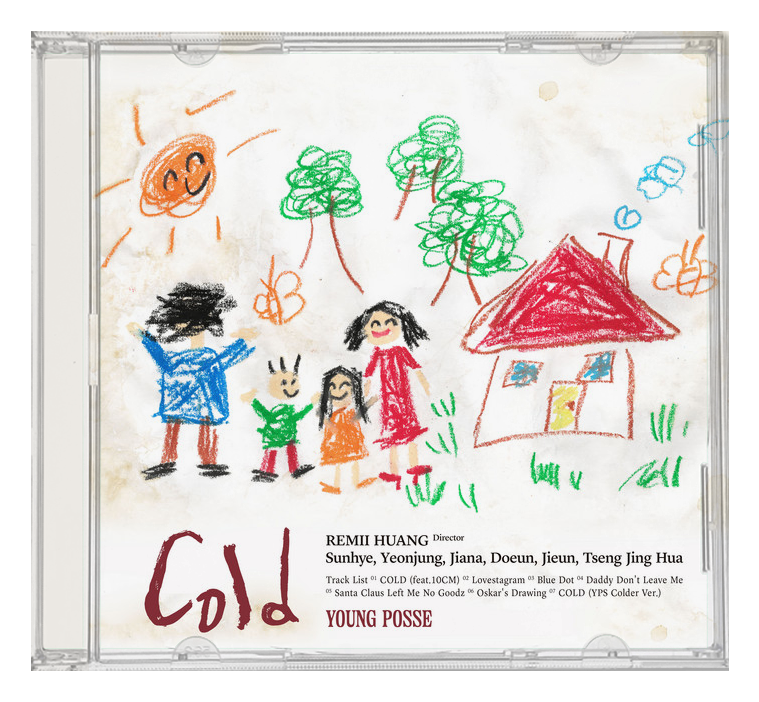 Cold
REMII HUANG Director
Sunhye, Yeonjung, Jiana, Doeun, Jieun, Tseng Jing Hua
Track List 01 COLD (feat.10CM) 02 Lovestagram 03 Blue Dot 04 Daddy Don't Leave Me
05 Santa Claus Left Me No Goodz 06 Oskar's Drawing 07 COLD (YPS Colder Ver.)
YOUNG POSSE